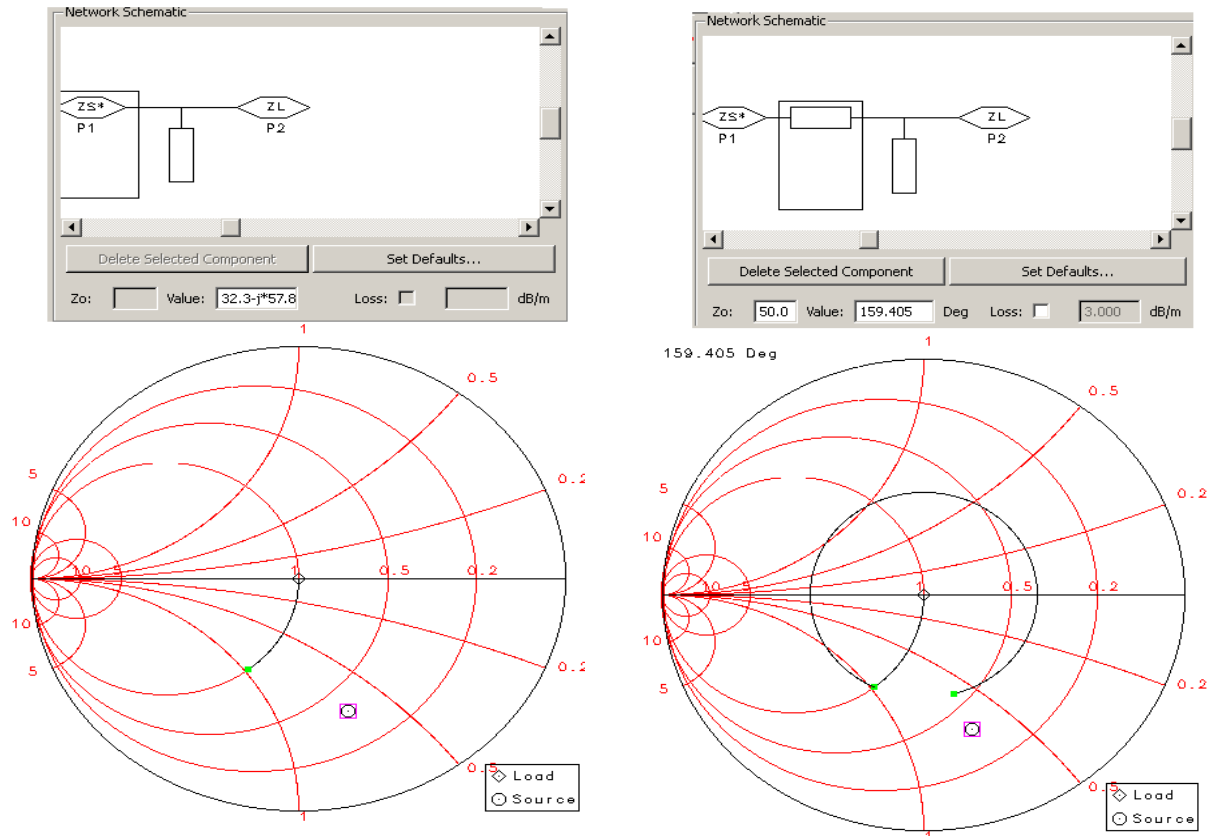 Network Schematic
ZS*
ZL
P1
P2
Delete Selected Component
Set Defaults...
Zo:
Value:
32.3-j*57.8
Loss:
dB/m
1
0.5
0.2
5
10
10
5
1
0.5
0.2
10
5
0.2
0.5
1
Load
Source
Network Schematic
ZS*
ZL
P1
P2
Delete Selected Component
Set Defaults...
Zo:
50.0
Value:
159.405
Deg
Loss:
3.000
dB/m
159.405 Deg
1
0.5
0.2
5
10
10
5
1
0.5
0.2
10
5
0.2
0.5
1
Load
Source